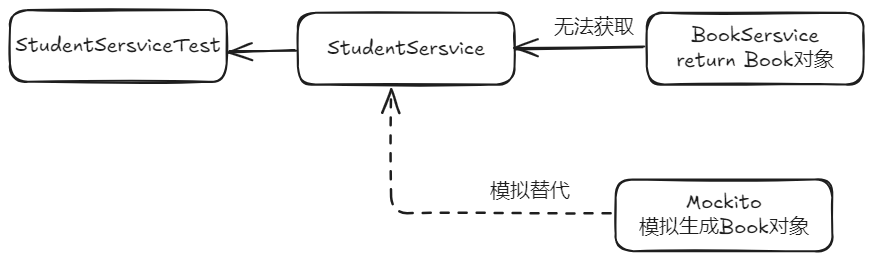 StudentSersviceTest
StudentSersvice
无法获取
BookSersvice
return Book对象
模拟替代
Mockito
模拟生成Book对象